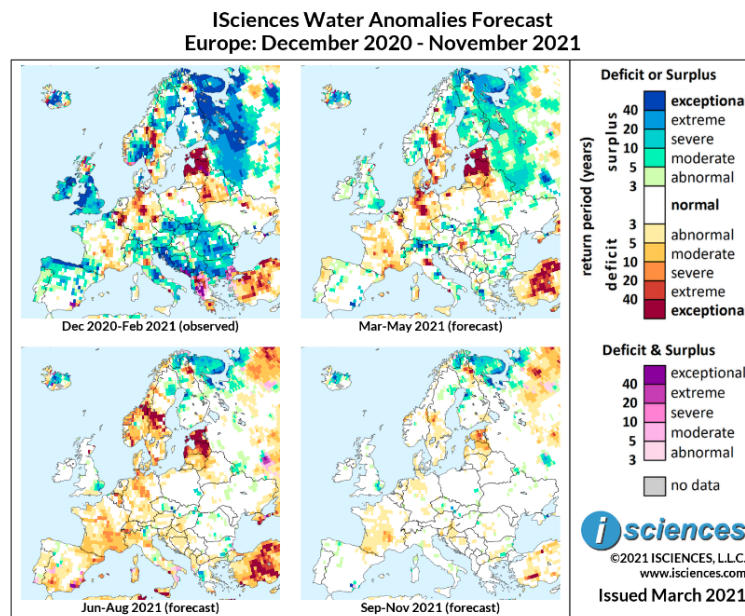 ISciences Water Anomalies Forecast
Europe: December 2020 - November 2021
Dec 2020-Feb 2021 (observed)
Mar-May 2021 (forecast)
Jun-Aug 2021 (forecast)
Sep-Nov 2021 (forecast)
Deficit or Surplus
return period (years)
surplus
deficit
40
20
10
5
3
3
5
10
20
40
exceptiona
extreme
severe
moderate
abnormal
normal
abnormal
moderate
severe
extreme
exceptiona
Deficit & Surplus
40
20
10
5
3
exceptional
extreme
severe
moderate
abnormal
no data
i sciences
©2021 ISCIENCES, L.L.C.
www.isciences.com
Issued March 2021